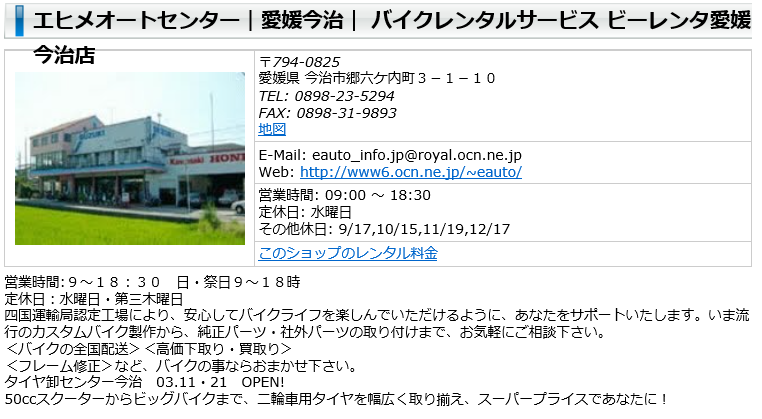 エヒメオートセンター｜愛媛今治｜ バイクレンタルサービス ビーレンタ愛媛
今治店
SUZUKI
Kawasaki HOND
〒794-0825
愛媛県 今治市郷六ケ内町３－１－１０
TEL: 0898-23-5294
FAX: 0898-31-9893
地図
E-Mail: eauto_info.jp@royal.ocn.ne.jp
Web: http://www6.ocn.ne.jp/~eauto/
営業時間: 09:00 ～ 18:30
定休日: 水曜日
その他休日: 9/17,10/15,11/19,12/17
このショップのレンタル料金
営業時間:９～１８：３０　日・祭日９～１８時
定休日：水曜日・第三木曜日
四国運輸局認定工場により、安心してバイクライフを楽しんでいただけるように、あなたをサポートいたします。いま流
行のカスタムバイク製作から、純正パーツ・社外パーツの取り付けまで、お気軽にご相談下さい。
＜バイクの全国配送＞＜高価下取り・買取り＞
＜フレーム修正＞など、バイクの事ならおまかせ下さい。
タイヤ卸センター今治　03.11・21　OPEN!
50ccスクーターからビッグバイクまで、二輪車用タイヤを幅広く取り揃え、スーパープライスであなたに！